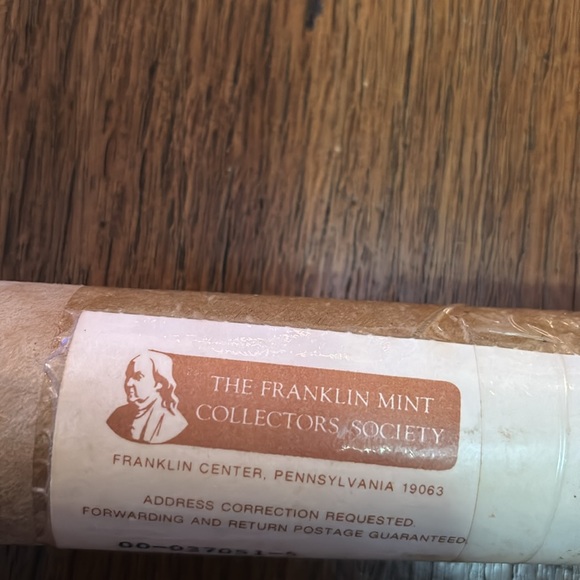 THE FRANKLIN MINT
COLLECTORS SOCIETY
FRANKLIN CENTER, PENNSYLVANIA 19063
ADDRESS CORRECTION REQUESTED
FORWARDING AND RETURN POSTAGE GUARANTEED